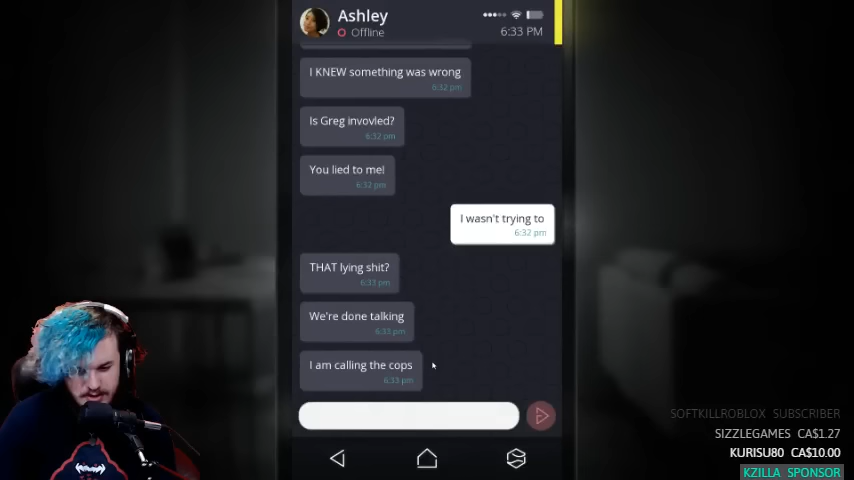 Ashley
Offline
6:33 PM
I KNEW something was wrong
6:32 pm
Is Greg invovled?
6:32 pm
You lied to me!
6:32 pm
I wasn't trying to
6:32 pm
THAT lying shit?
6:33 pm
We're done talking
6:33 pm
I am calling the cops
6:33 pm
SOFTKILLROBLOX SUBSCRIBER
SIZZLEGAMES CA$1.27
KURISU80 CA$10.00
KZILLA SPONSOR